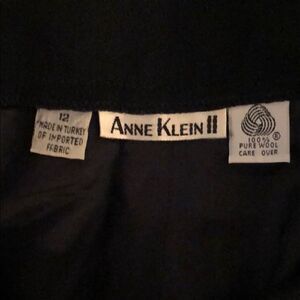 12
MADE IN TURKEY
OF IMPORTED
FABRIC
ANNE KLEIN II
100%
PURE WOOL
CARE OVER